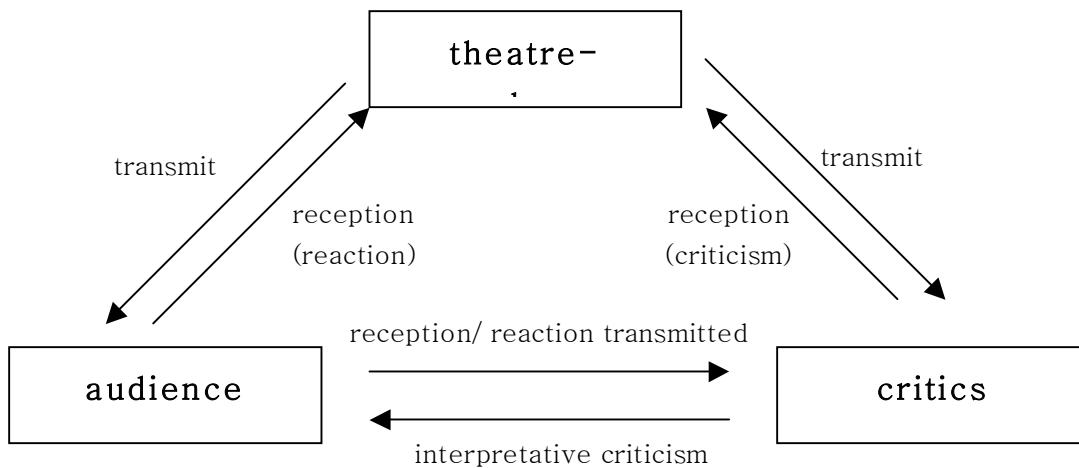 theatre-
transmit
transmit
reception
(reaction)
reception
(criticism)
reception/ reaction transmitted
audience
critics
interpretative criticism